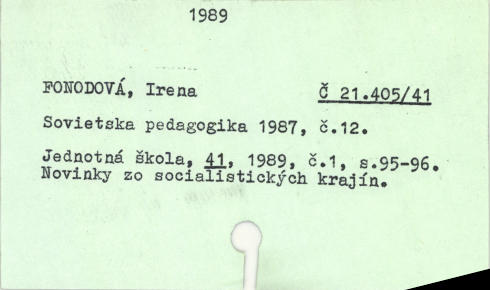 1989
FONODOVÁ, Irena Č 21.405/41
Sovietska pedagogika 1987, č.12.
Jednotná škola, 41, 1989, č.1, s.95-96.
Novinky zo socialistických krajín.